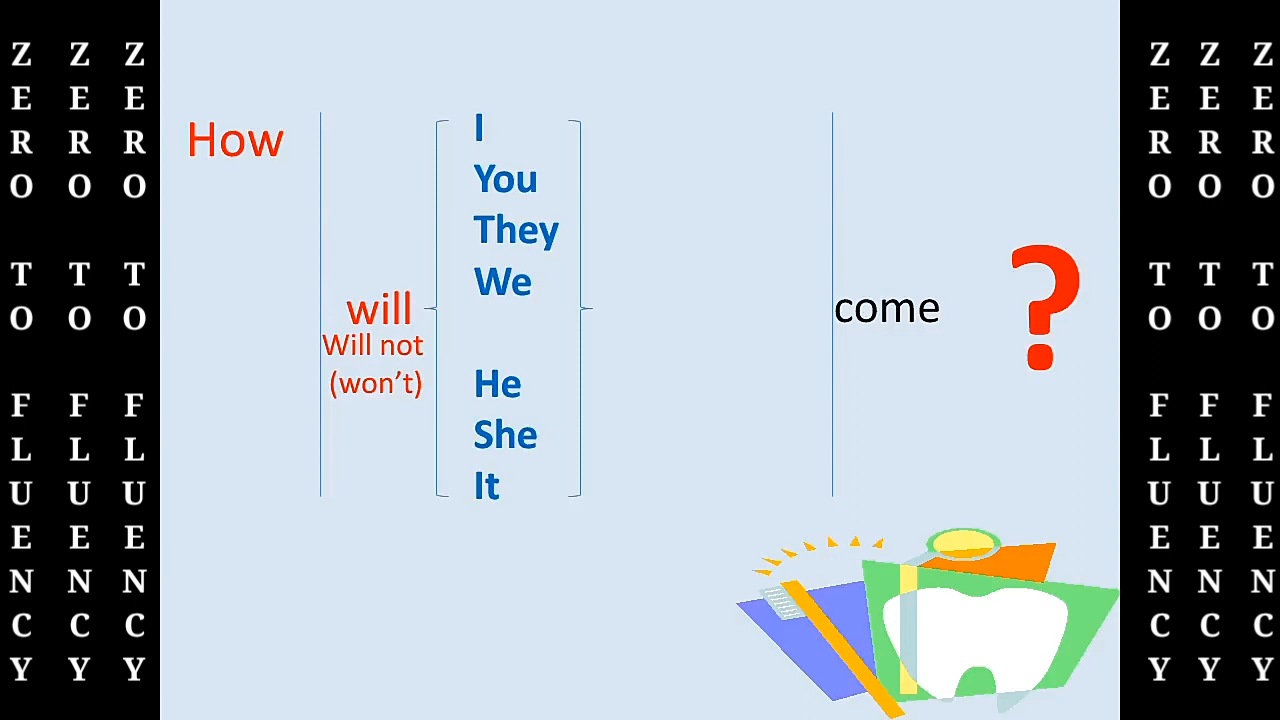 ZERO TO FLUENCY
ZERO TO FLUENCY
ZERO TO FLUENCY
How
will
Will not
(won’t)
I
You
They
We
He
She
It
come
?
ZERO TO FLUENCY
ZERO TO FLUENCY
ZERO TO FLUENCY